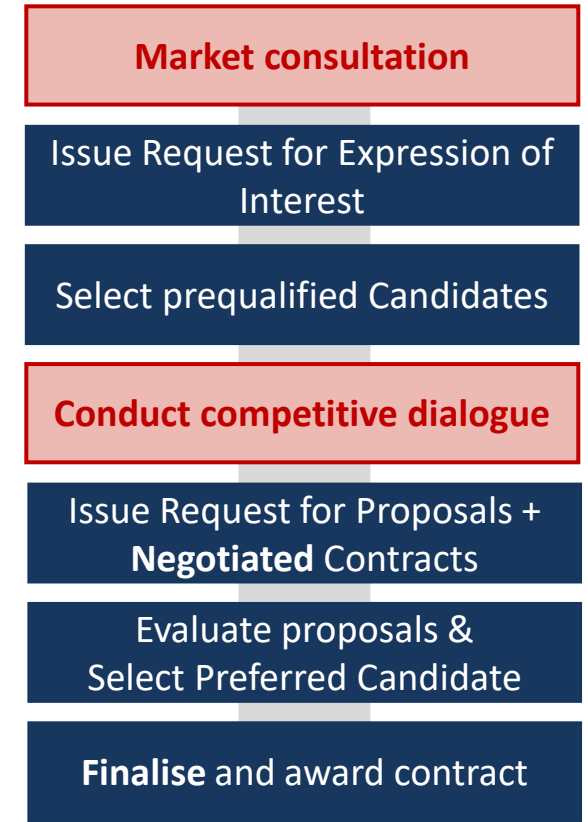 Market consultation
Issue Request for Expression of
Interest
Select prequalified Candidates
Conduct competitive dialogue
Issue Request for Proposals +
Negotiated Contracts
Evaluate proposals &
Select Preferred Candidate
Finalise and award contract